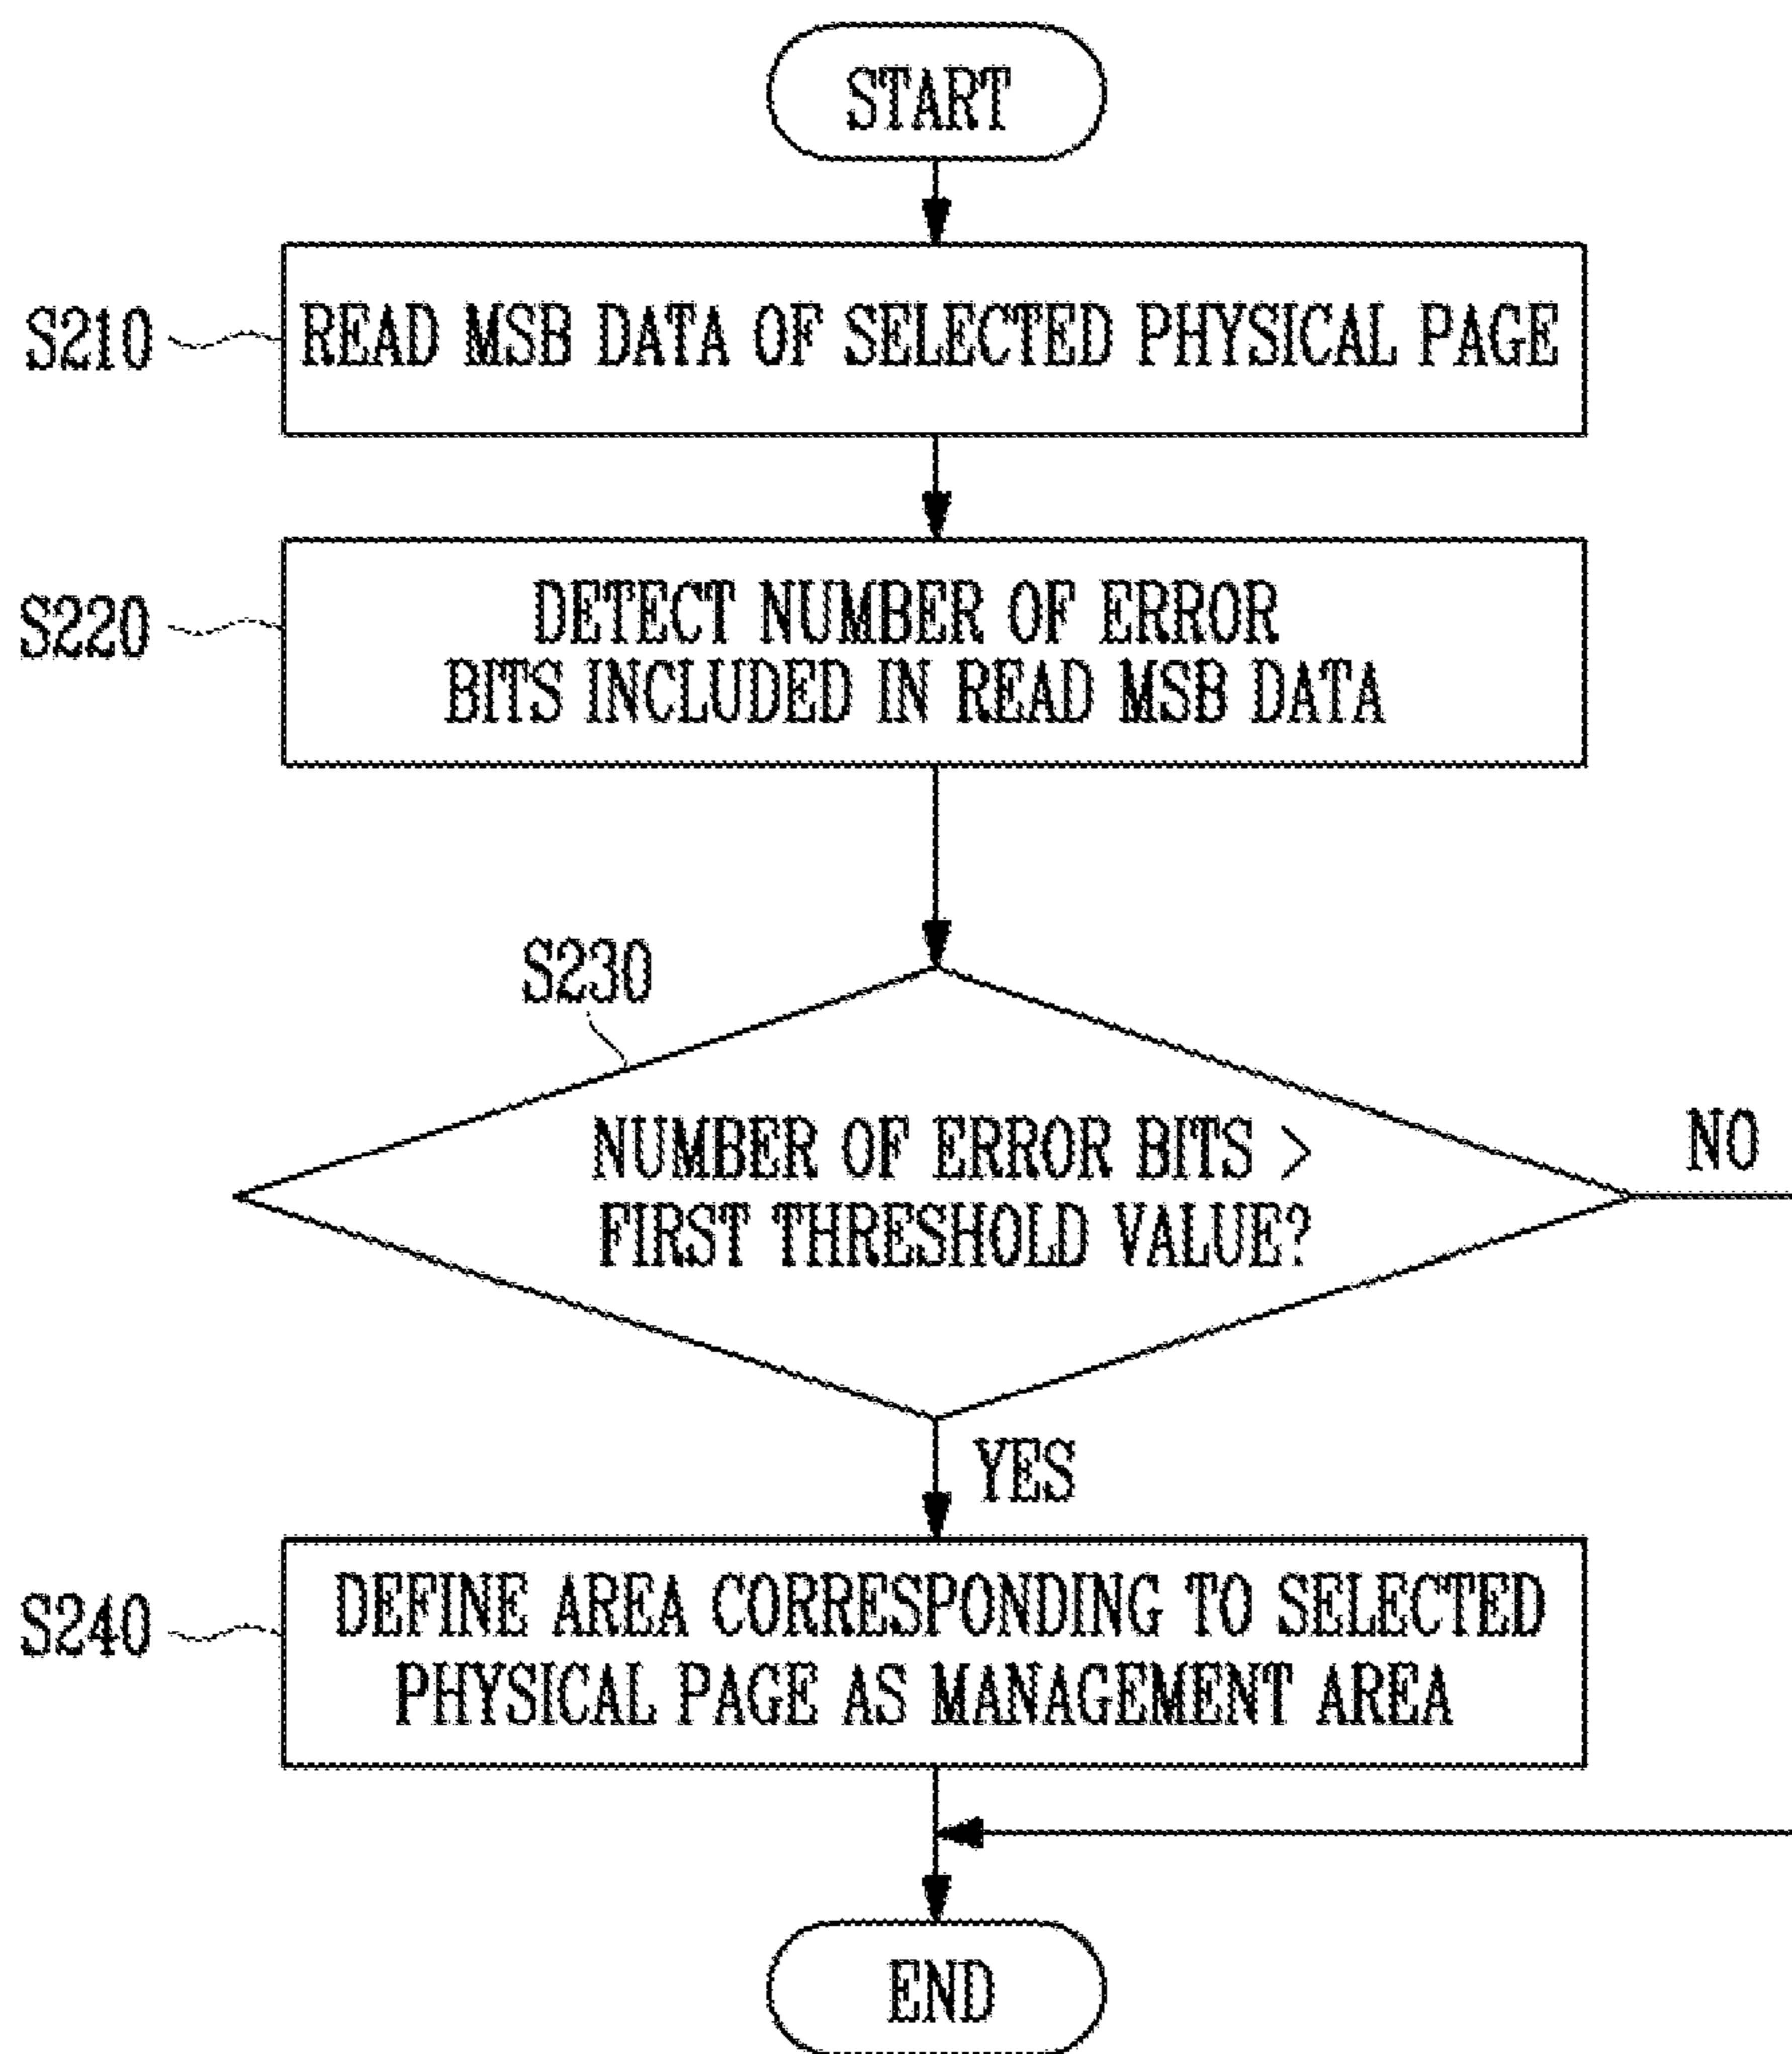 START
S210
READ MSB DATA OF SELECTED PHYSICAL PAGE
S220
DETECT NUMBER OF ERROR
BITS INCLUDED IN READ MSB DATA
S230
NUMBER OF ERROR BITS >
FIRST THRESHOLD VALUE?
NO
YES
S240
DEFINE AREA CORRESPONDING TO SELECTED
PHYSICAL PAGE AS MANAGEMENT AREA
END